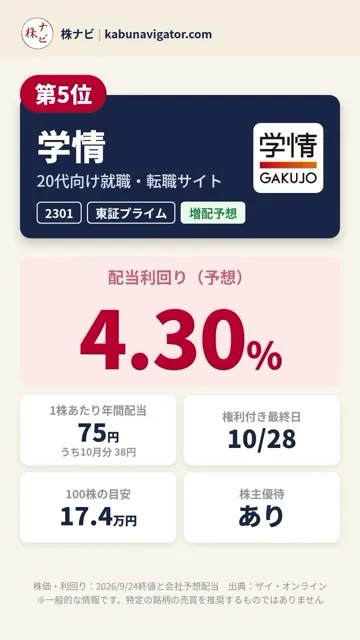 株ナビ 株ナビ | kabunavigator.com
第5位
学情
20代向け就職・転職サイト
学情
GAKUJO
2301 東証プライム 増配予想
配当利回り（予想）
4.30%
1株あたり年間配当
75円
うち10月分 38円
権利付き最終日
10/28
100株の目安
17.4万円
株主優待
あり
株価・利回り：2026/9/24終値と会社予想配当 出典：ザイ・オンライン
※一般的な情報です。特定の銘柄の売買を推奨するものではありません